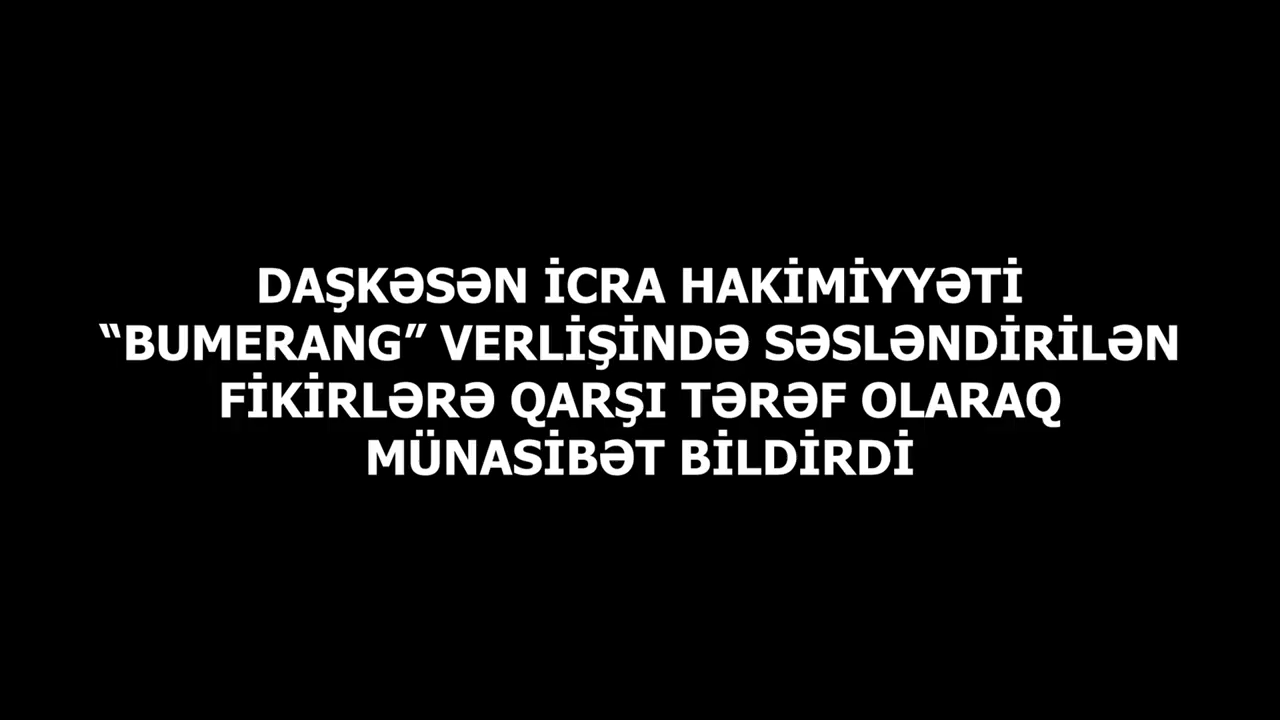 DAŞKƏSƏN İCRA HAKİMİYYƏTİ
“BUMERANG” VERLİŞİNDƏ SƏSLƏNDİRİLƏN
FİKİRLƏRƏ QARŞI TƏRƏF OLARAQ
MÜNASİBƏT BİLDİRDİ